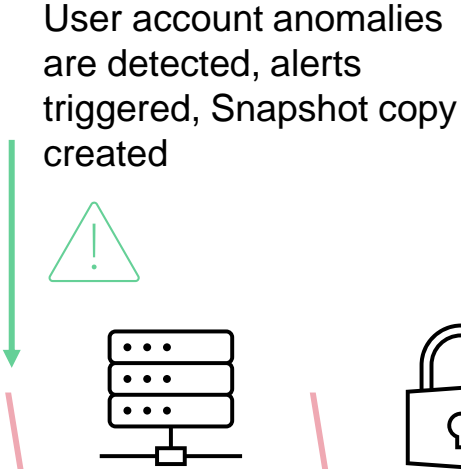 User account anomalies
are detected, alerts
triggered, Snapshot copy
created